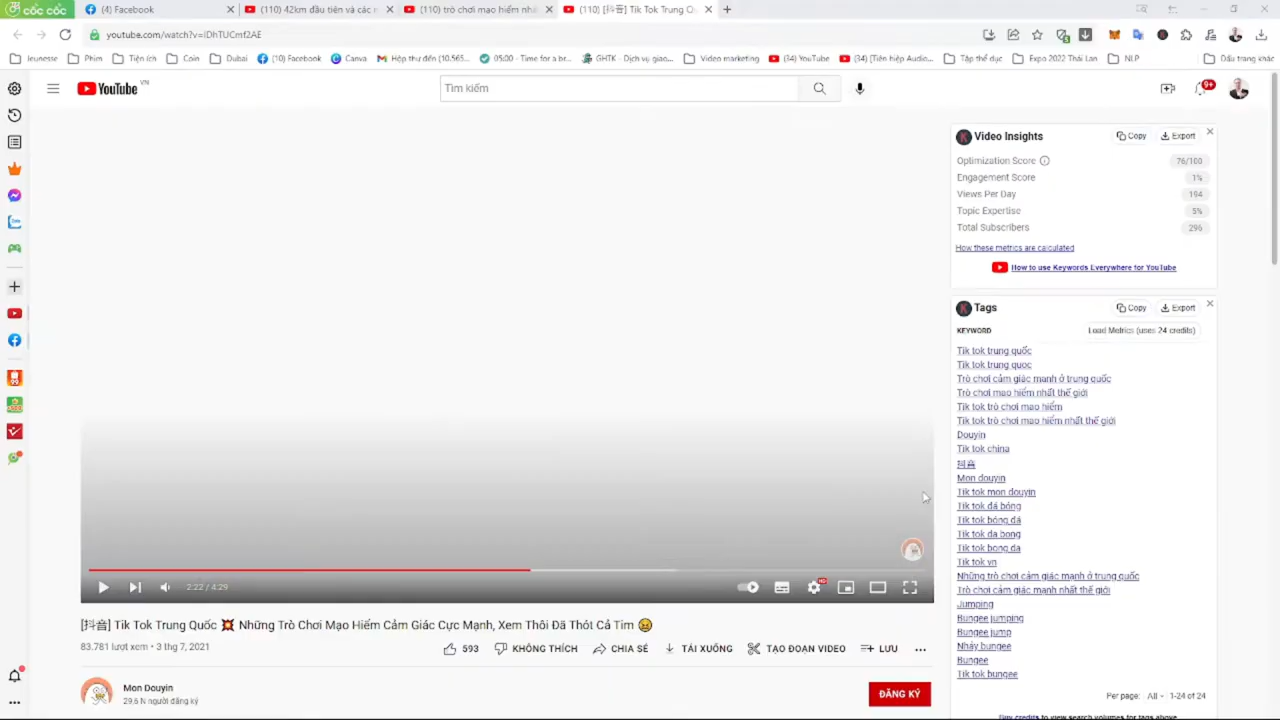 cốc cốc
(4) Facebook
(110) 42km đầu tiên và các n
(110) trò chơi mạo hiểm nhấ
(110) [抖音] Tik Tok Trung Qu
youtube.com/watch?v=iDhTUCmf2AE
Jeunesse
Phim
Tiện ích
Coin
Dubai
(10) Facebook
Canva
Hộp thư đến (10.565...
05:00 - Time for a br...
GHTK - Dịch vụ giao...
Video marketing
(34) YouTube
(34) [Tiên hiệp Audio...
Tập thể dục
Expo 2022 Thái Lan
NLP
Dấu trang khác
YouTube VN
Tìm kiếm
9+
Video Insights
Copy
Export
Optimization Score
76/100
Engagement Score
1%
Views Per Day
194
Topic Expertise
5%
Total Subscribers
296
How these metrics are calculated
How to use Keywords Everywhere for YouTube
Tags
Copy
Export
KEYWORD
Load Metrics (uses 24 credits)
Tik tok trung quốc
Tik tok trung quoc
Trò chơi cảm giác mạnh ở trung quốc
Trò chơi mạo hiểm nhất thế giới
Tik tok trò chơi mạo hiểm
Tik tok trò chơi mạo hiểm nhất thế giới
Douyin
Tik tok china
抖音
Mon douyin
Tik tok mon douyin
Tik tok đá bóng
Tik tok bóng đá
Tik tok da bong
Tik tok bong da
Tik tok vn
Những trò chơi cảm giác mạnh ở trung quốc
Trò chơi cảm giác mạnh nhất thế giới
Jumping
Bungee jumping
Bungee jump
Nhảy bungee
Bungee
Tik tok bungee
Per page: All 1-24 of 24
Buy credits to view search volumes for tags above
2:22 / 4:29
HD
[抖音] Tik Tok Trung Quốc 💥 Những Trò Chơi Mạo Hiểm Cảm Giác Cực Mạnh, Xem Thôi Đã Thót Cả Tim 😆
83.781 lượt xem • 3 thg 7, 2021
593
KHÔNG THÍCH
CHIA SẺ
TẢI XUỐNG
TẠO ĐOẠN VIDEO
LƯU
Mon Douyin
29,6 N người đăng ký
ĐĂNG KÝ